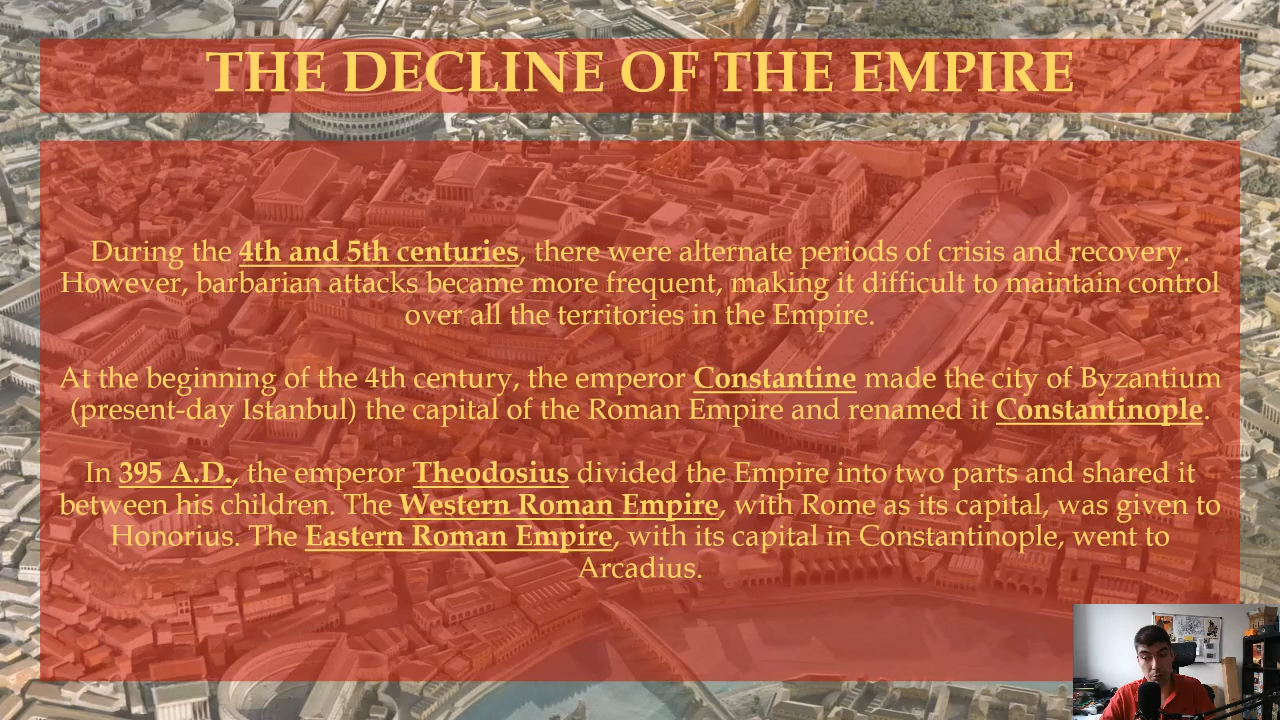 THE DECLINE OF THE EMPIRE
During the 4th and 5th centuries, there were alternate periods of crisis and recovery.
However, barbarian attacks became more frequent, making it difficult to maintain control
over all the territories in the Empire.
At the beginning of the 4th century, the emperor Constantine made the city of Byzantium
(present-day Istanbul) the capital of the Roman Empire and renamed it Constantinople.
In 395 A.D., the emperor Theodosius divided the Empire into two parts and shared it
between his children. The Western Roman Empire, with Rome as its capital, was given to
Honorius. The Eastern Roman Empire, with its capital in Constantinople, went to
Arcadius.